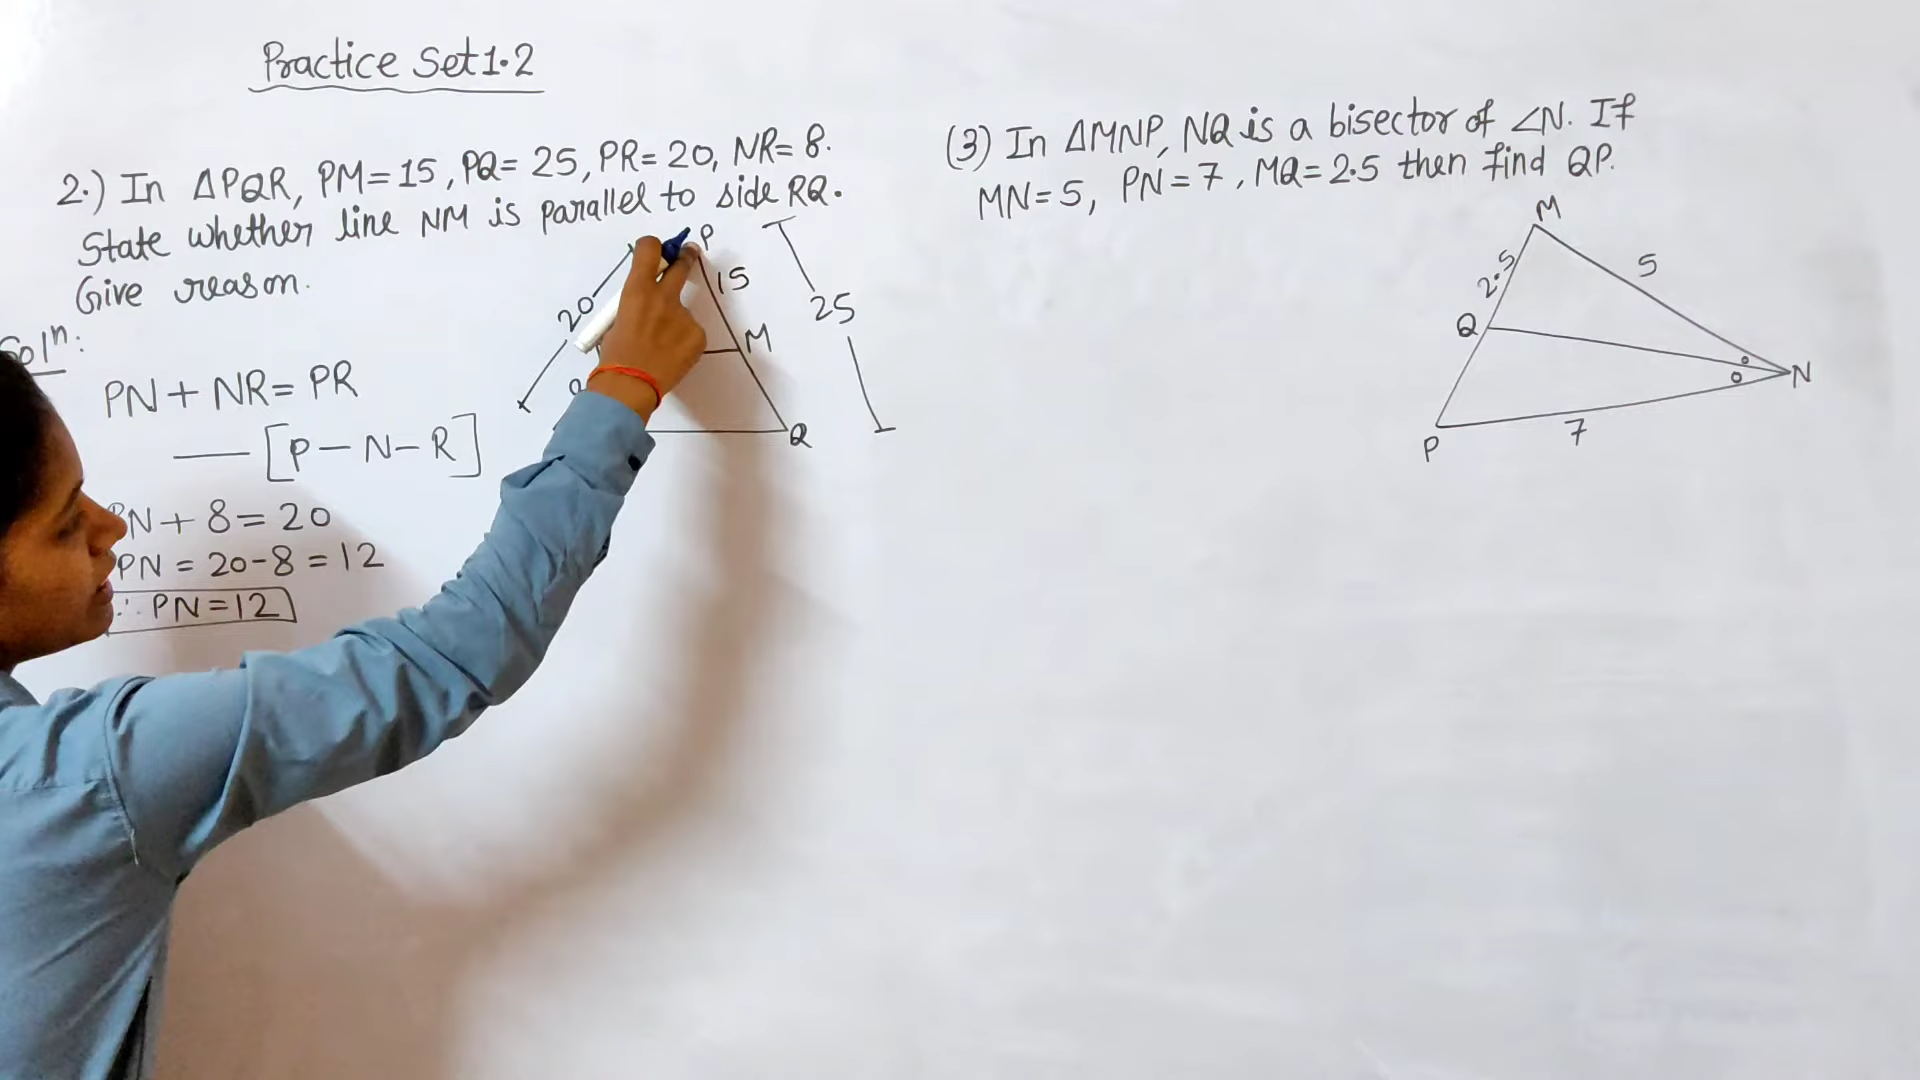 Practice Set 1.2
2.) In △PQR, PM=15, PQ=25, PR=20, NR=8.
State whether line NM is parallel to side RQ.
Give reason.
Solⁿ:
PN + NR = PR
— [P – N – R]
PN + 8 = 20
PN = 20-8 = 12
∴ PN = 12
P
15
20
25
M
Q
(3) In △MNP, NQ is a bisector of ∠N. If
MN=5, PN=7, MQ=2.5 then find QP.
M
2.5
5
Q
N
P
7